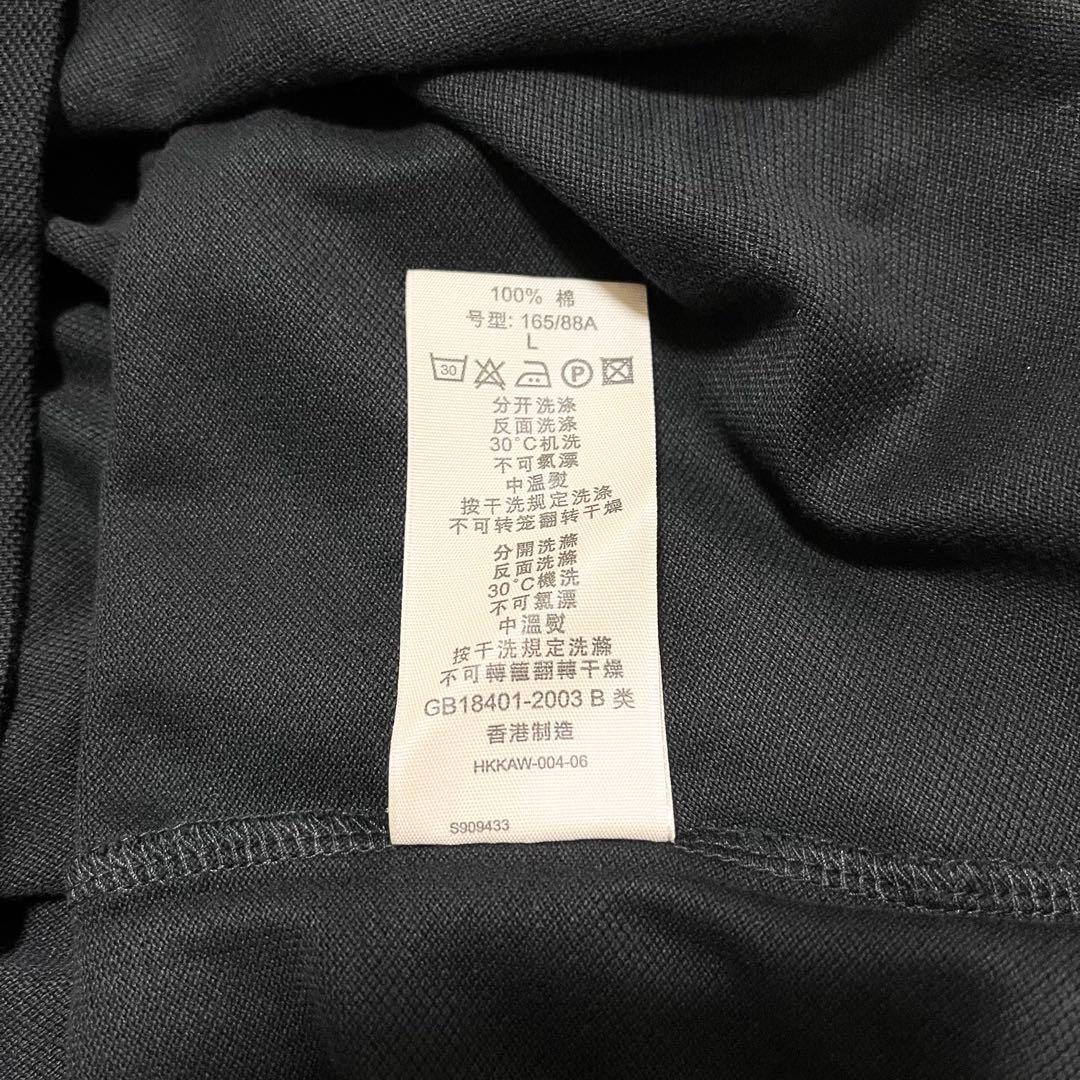 100% 棉
号型: 165/88A
L
30 P
分开洗涤
反面洗涤
30°C机洗
不可氯漂
中温熨
按干洗规定洗涤
不可转笼翻转干燥
分開洗滌
反面洗滌
30°C機洗
不可氯漂
中溫熨
按干洗規定洗滌
不可轉籠翻轉干燥
GB18401-2003 B 类
香港制造
HKKAW-004-06
S909433